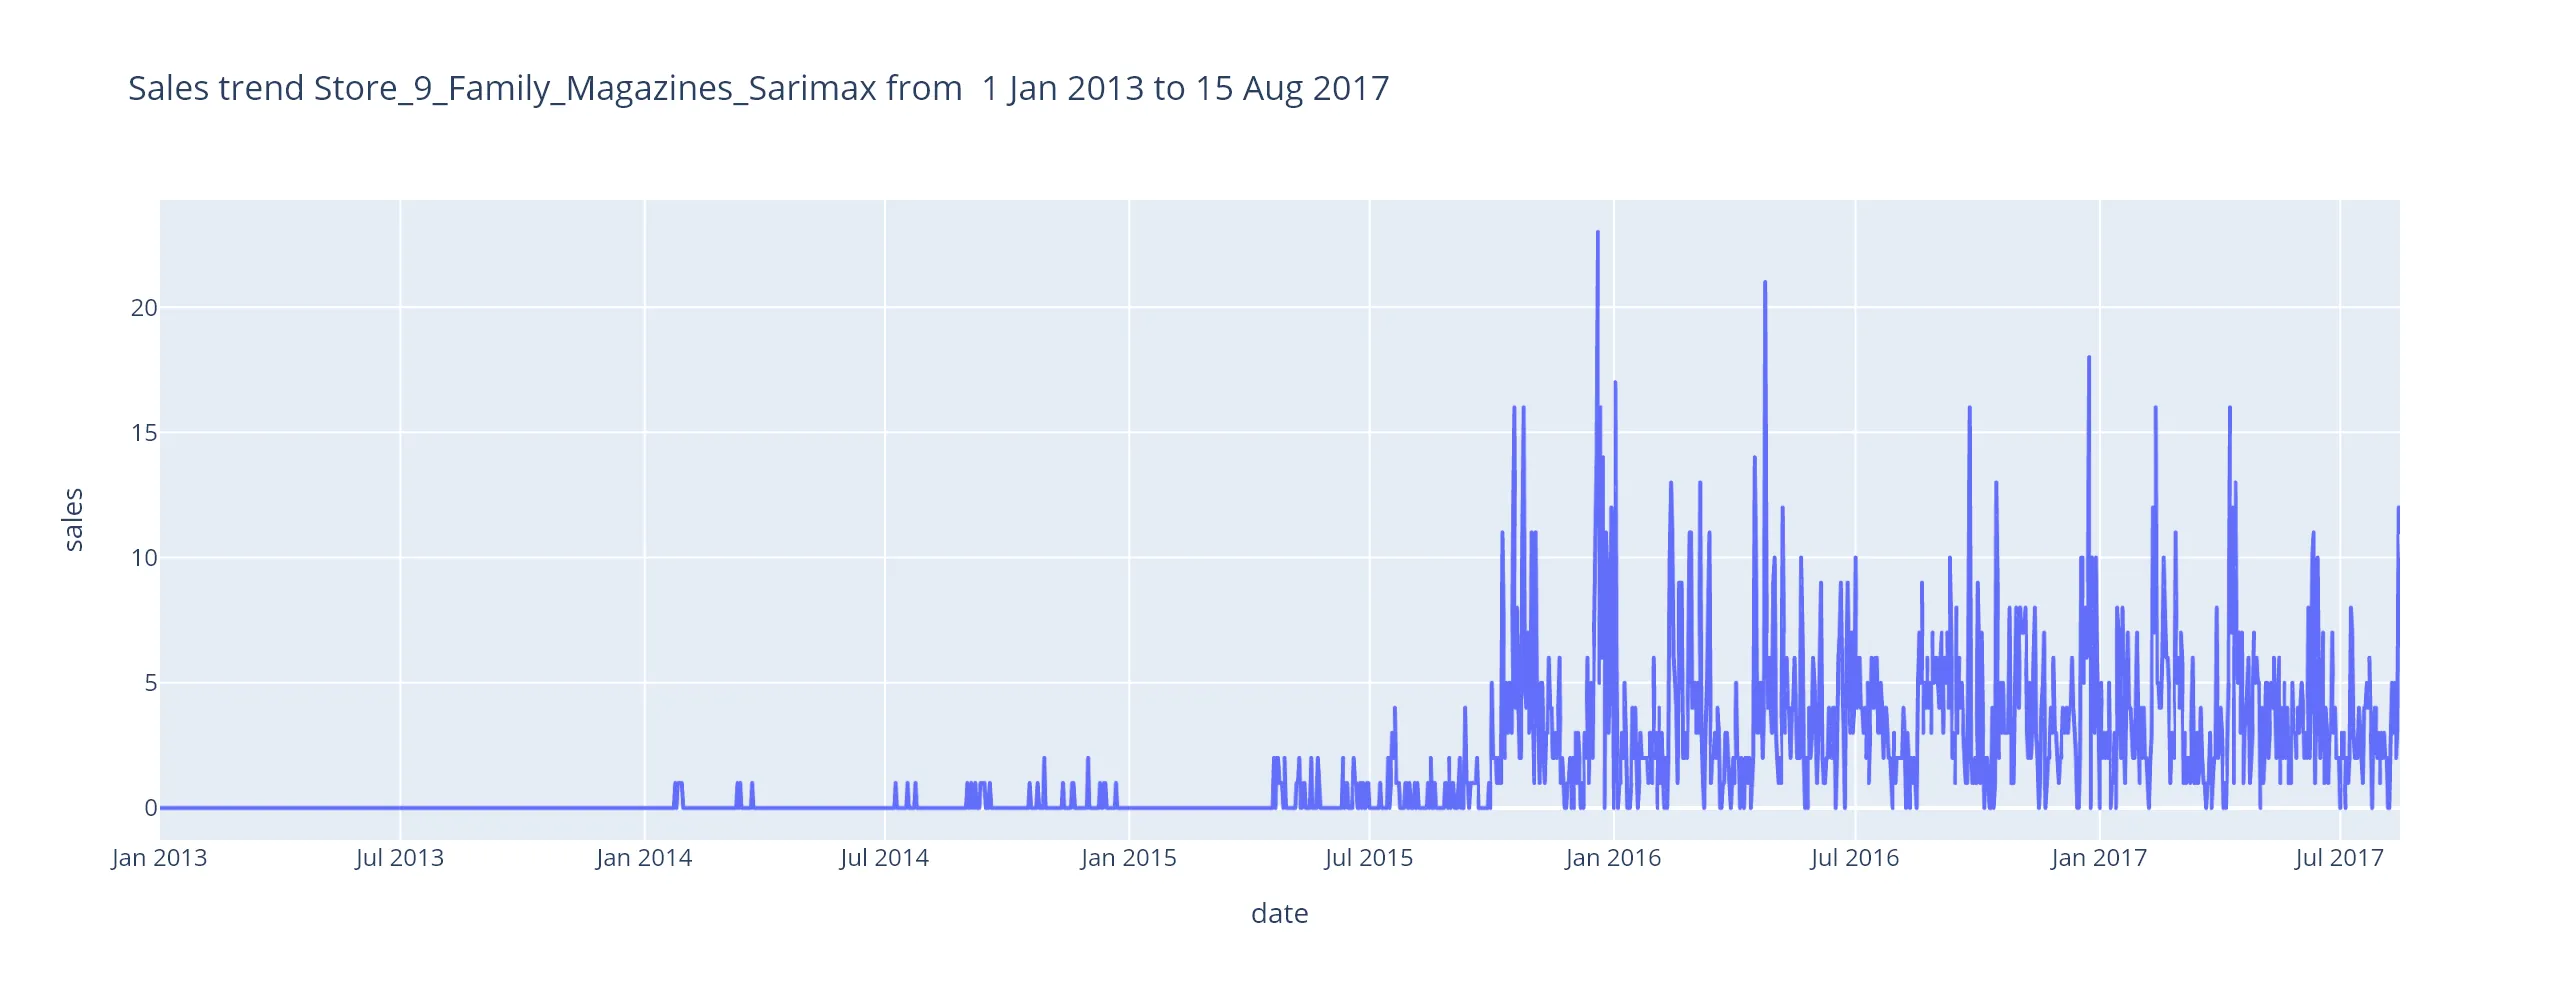 Sales trend Store_9_Family_Magazines_Sarimax from  1 Jan 2013 to 15 Aug 2017
sales
20
15
10
5
0
Jan 2013 Jul 2013 Jan 2014 Jul 2014 Jan 2015 Jul 2015 Jan 2016 Jul 2016 Jan 2017 Jul 2017
date